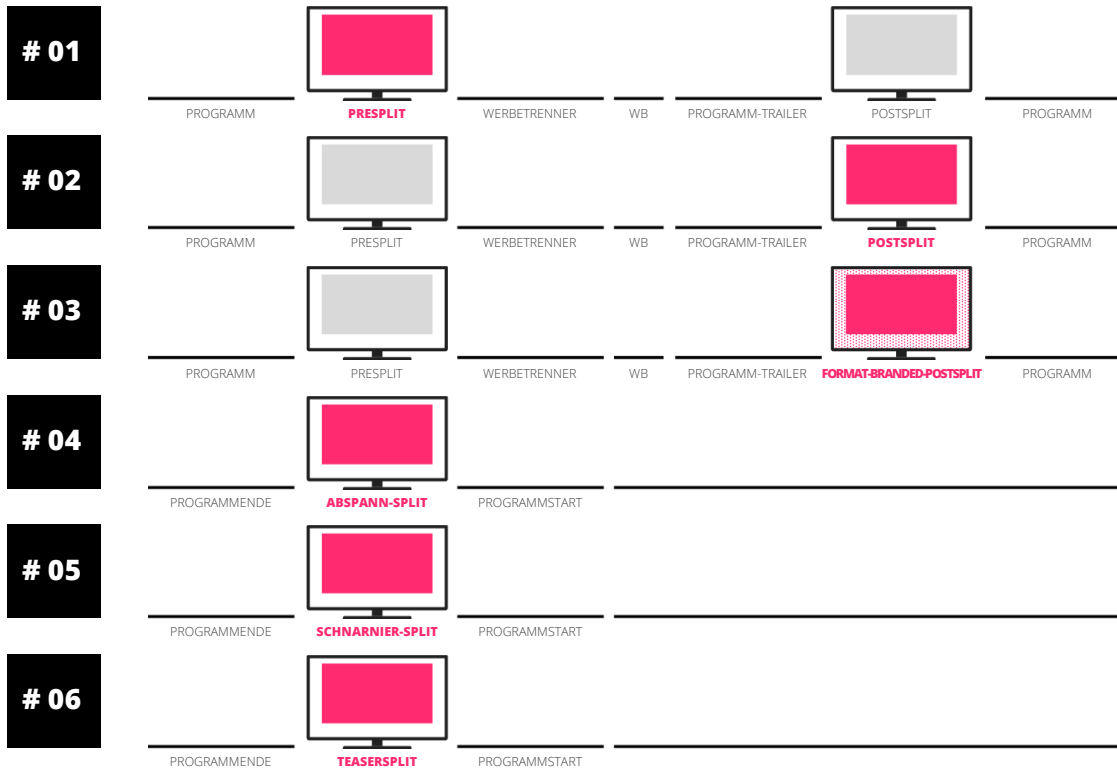 # 01
PROGRAMM PRESPLIT WERBETRENNER WB PROGRAMM-TRAILER POSTSPLIT PROGRAMM
# 02
PROGRAMM PRESPLIT WERBETRENNER WB PROGRAMM-TRAILER POSTSPLIT PROGRAMM
# 03
PROGRAMM PRESPLIT WERBETRENNER WB PROGRAMM-TRAILER FORMAT-BRANDED-POSTSPLIT PROGRAMM
# 04
PROGRAMMENDE ABSPANN-SPLIT PROGRAMMSTART
# 05
PROGRAMMENDE SCHNARNIER-SPLIT PROGRAMMSTART
# 06
PROGRAMMENDE TEASERSPLIT PROGRAMMSTART